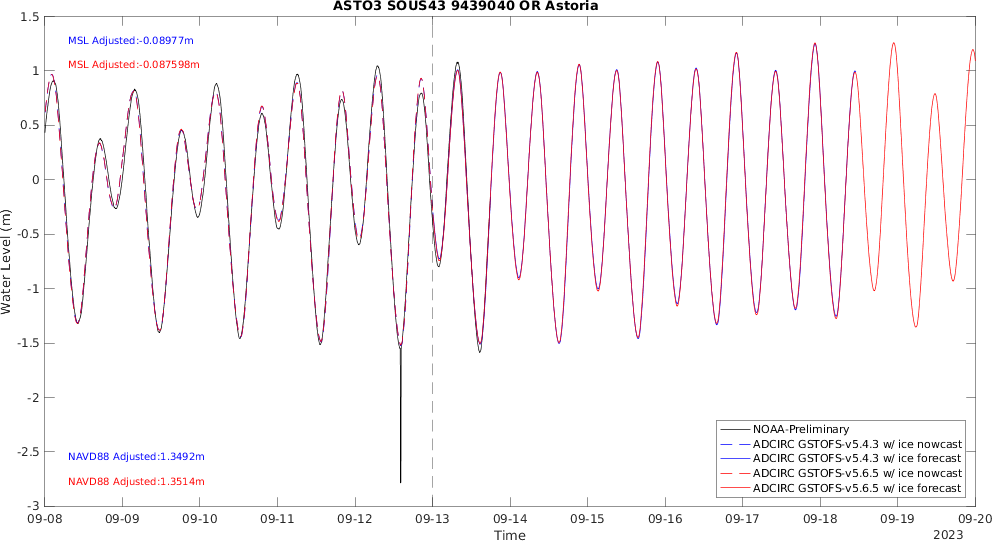 ASTO3 SOUS43 9439040 OR Astoria
1.5
1
0.5
0
-0.5
-1
-1.5
-2
-2.5
-3
Water Level (m)
MSL Adjusted:-0.08977m
MSL Adjusted:-0.087598m
NAVD88 Adjusted:1.3492m
NAVD88 Adjusted:1.3514m
NOAA-Preliminary
ADCIRC GSTOFS-v5.4.3 w/ ice nowcast
ADCIRC GSTOFS-v5.4.3 w/ ice forecast
ADCIRC GSTOFS-v5.6.5 w/ ice nowcast
ADCIRC GSTOFS-v5.6.5 w/ ice forecast
09-08 09-09 09-10 09-11 09-12 09-13 09-14 09-15 09-16 09-17 09-18 09-19 09-20
Time
2023